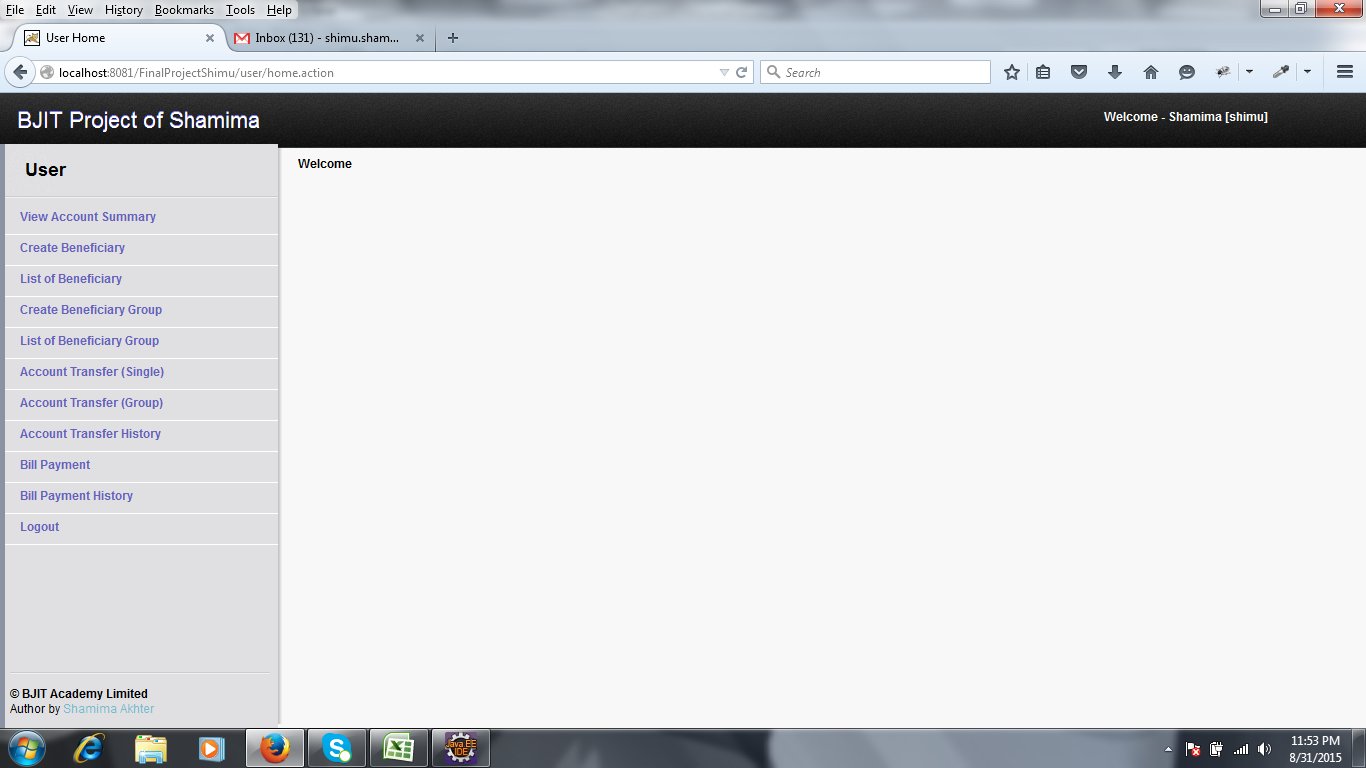 File Edit View History Bookmarks Tools Help
User Home
Inbox (131) - shimu.sham...
localhost:8081/FinalProjectShimu/user/home.action
Search
BJIT Project of Shamima
Welcome - Shamima [shimu]
User
Welcome
View Account Summary
Create Beneficiary
List of Beneficiary
Create Beneficiary Group
List of Beneficiary Group
Account Transfer (Single)
Account Transfer (Group)
Account Transfer History
Bill Payment
Bill Payment History
Logout
© BJIT Academy Limited
Author by Shamima Akhter
Java EE
IDE
11:53 PM
8/31/2015